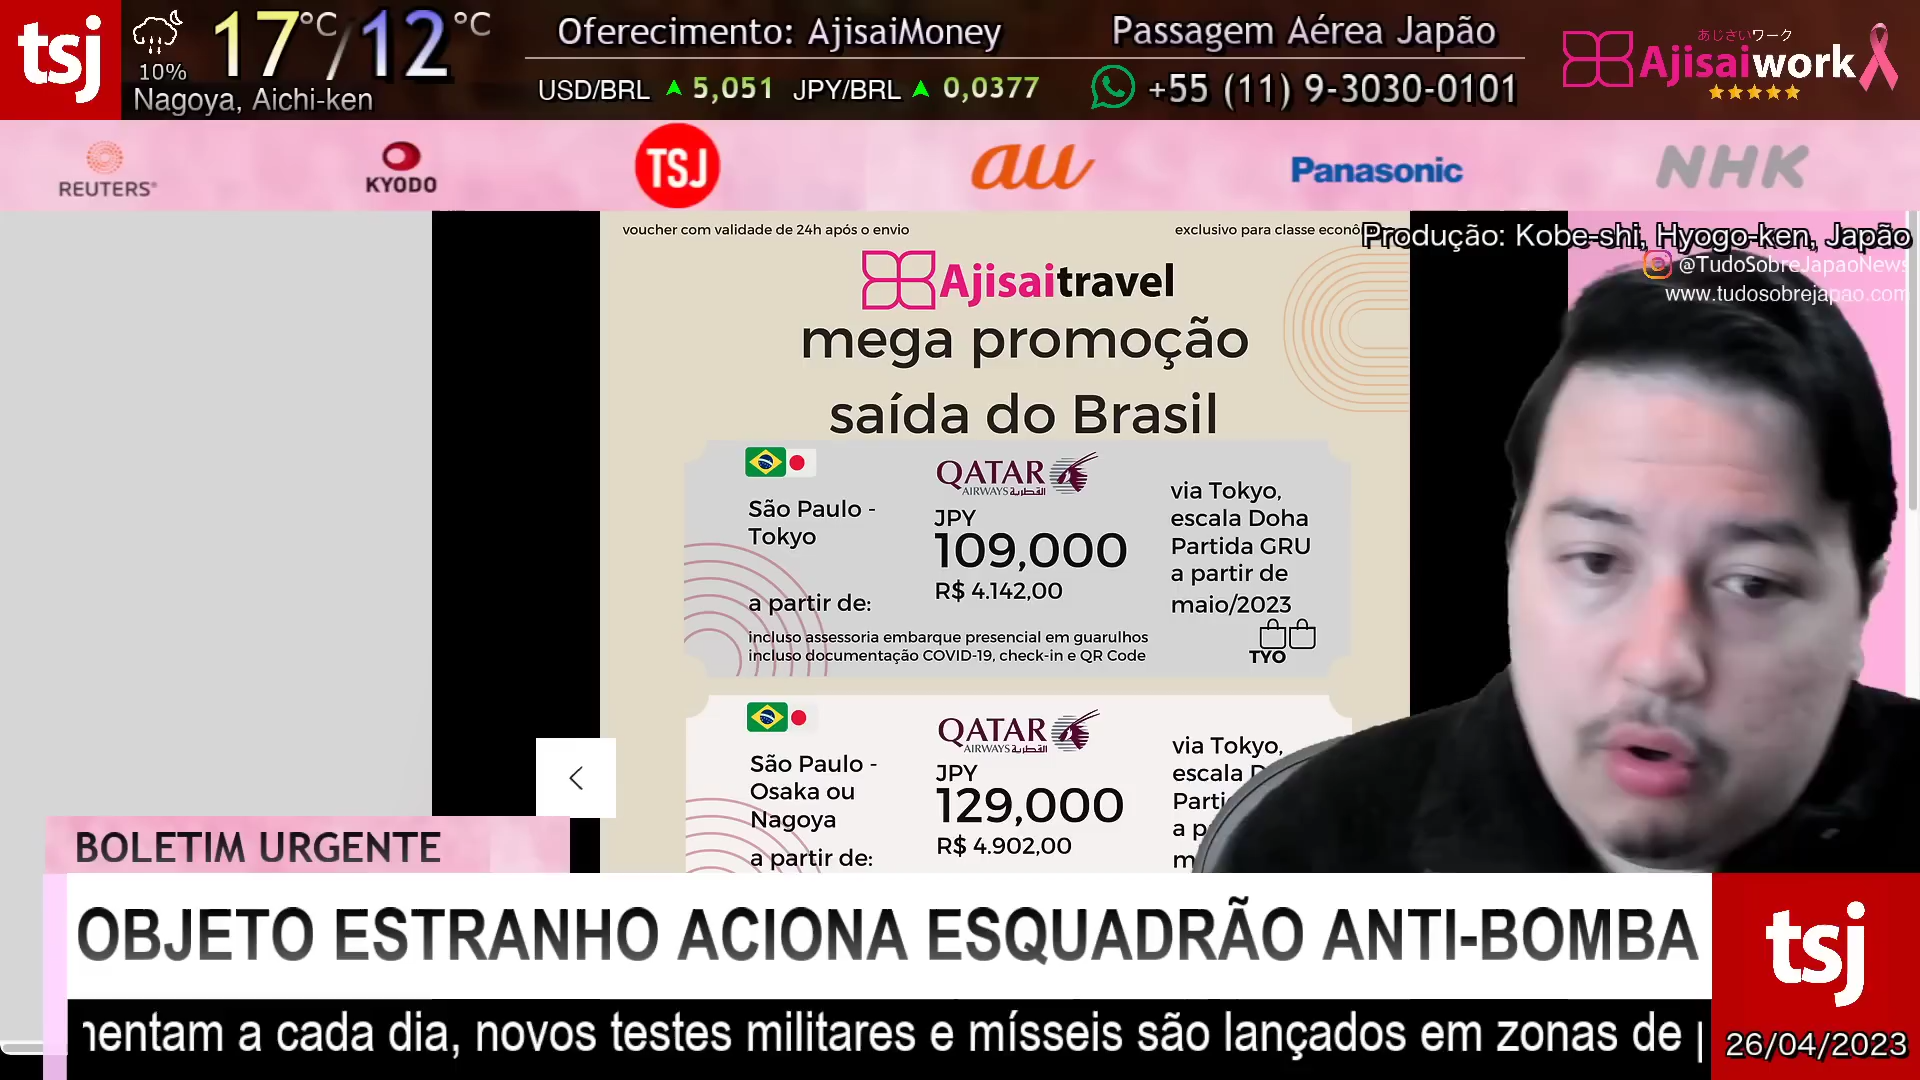 tsj
10%
17°C/12°C
Nagoya, Aichi-ken
Oferecimento: AjisaiMoney
Passagem Aérea Japão
USD/BRL ▲ 5,051 JPY/BRL ▲ 0,0377
+55 (11) 9-3030-0101
あじさいワーク
Ajisaiwork
REUTERS®
KYODO
TSJ
au
Panasonic
NHK
voucher com validade de 24h após o envio
exclusivo para classe
Produção: Kobe-shi, Hyogo-ken, Japão
@TudoSobreJapaoNews
www.tudosobrejapao.com
Ajisaitravel
mega promoção
saída do Brasil
São Paulo -
Tokyo
a partir de:
QATAR
AIRWAYS القطرية
JPY
109,000
R$ 4.142,00
via Tokyo,
escala Doha
Partida GRU
a partir de
maio/2023
incluso assessoria embarque presencial em guarulhos
incluso documentação COVID-19, check-in e QR Code
TYO
São Paulo -
Osaka ou
Nagoya
a partir de:
QATAR
AIRWAYS القطرية
JPY
129,000
R$ 4.902,00
via Tokyo,
escala
a
BOLETIM URGENTE
OBJETO ESTRANHO ACIONA ESQUADRÃO ANTI-BOMBA
mentam a cada dia, novos testes militares e mísseis são lançados em zonas de
tsj
26/04/2023